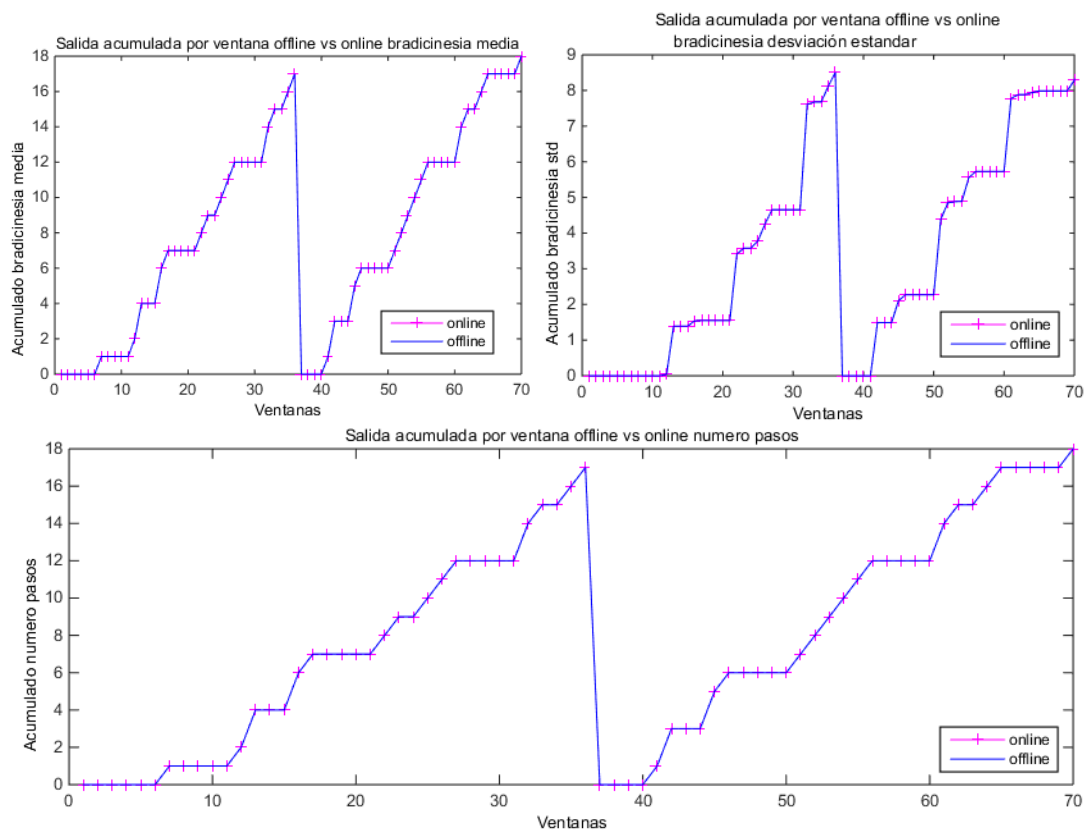 Salida acumulada por ventana offline vs online bradicinesia media
18
16
14
12
10
8
6
4
2
0
Acumulado bradicinesia media
0 10 20 30 40 50 60 70
Ventanas
online
offline
Salida acumulada por ventana offline vs online
bradicinesia desviación estandar
9
8
7
6
5
4
3
2
1
0
Acumulado bradicinesia std
0 10 20 30 40 50 60 70
Ventanas
online
offline
Salida acumulada por ventana offline vs online numero pasos
18
16
14
12
10
8
6
4
2
0
Acumulado numero pasos
0 10 20 30 40 50 60 70
Ventanas
online
offline